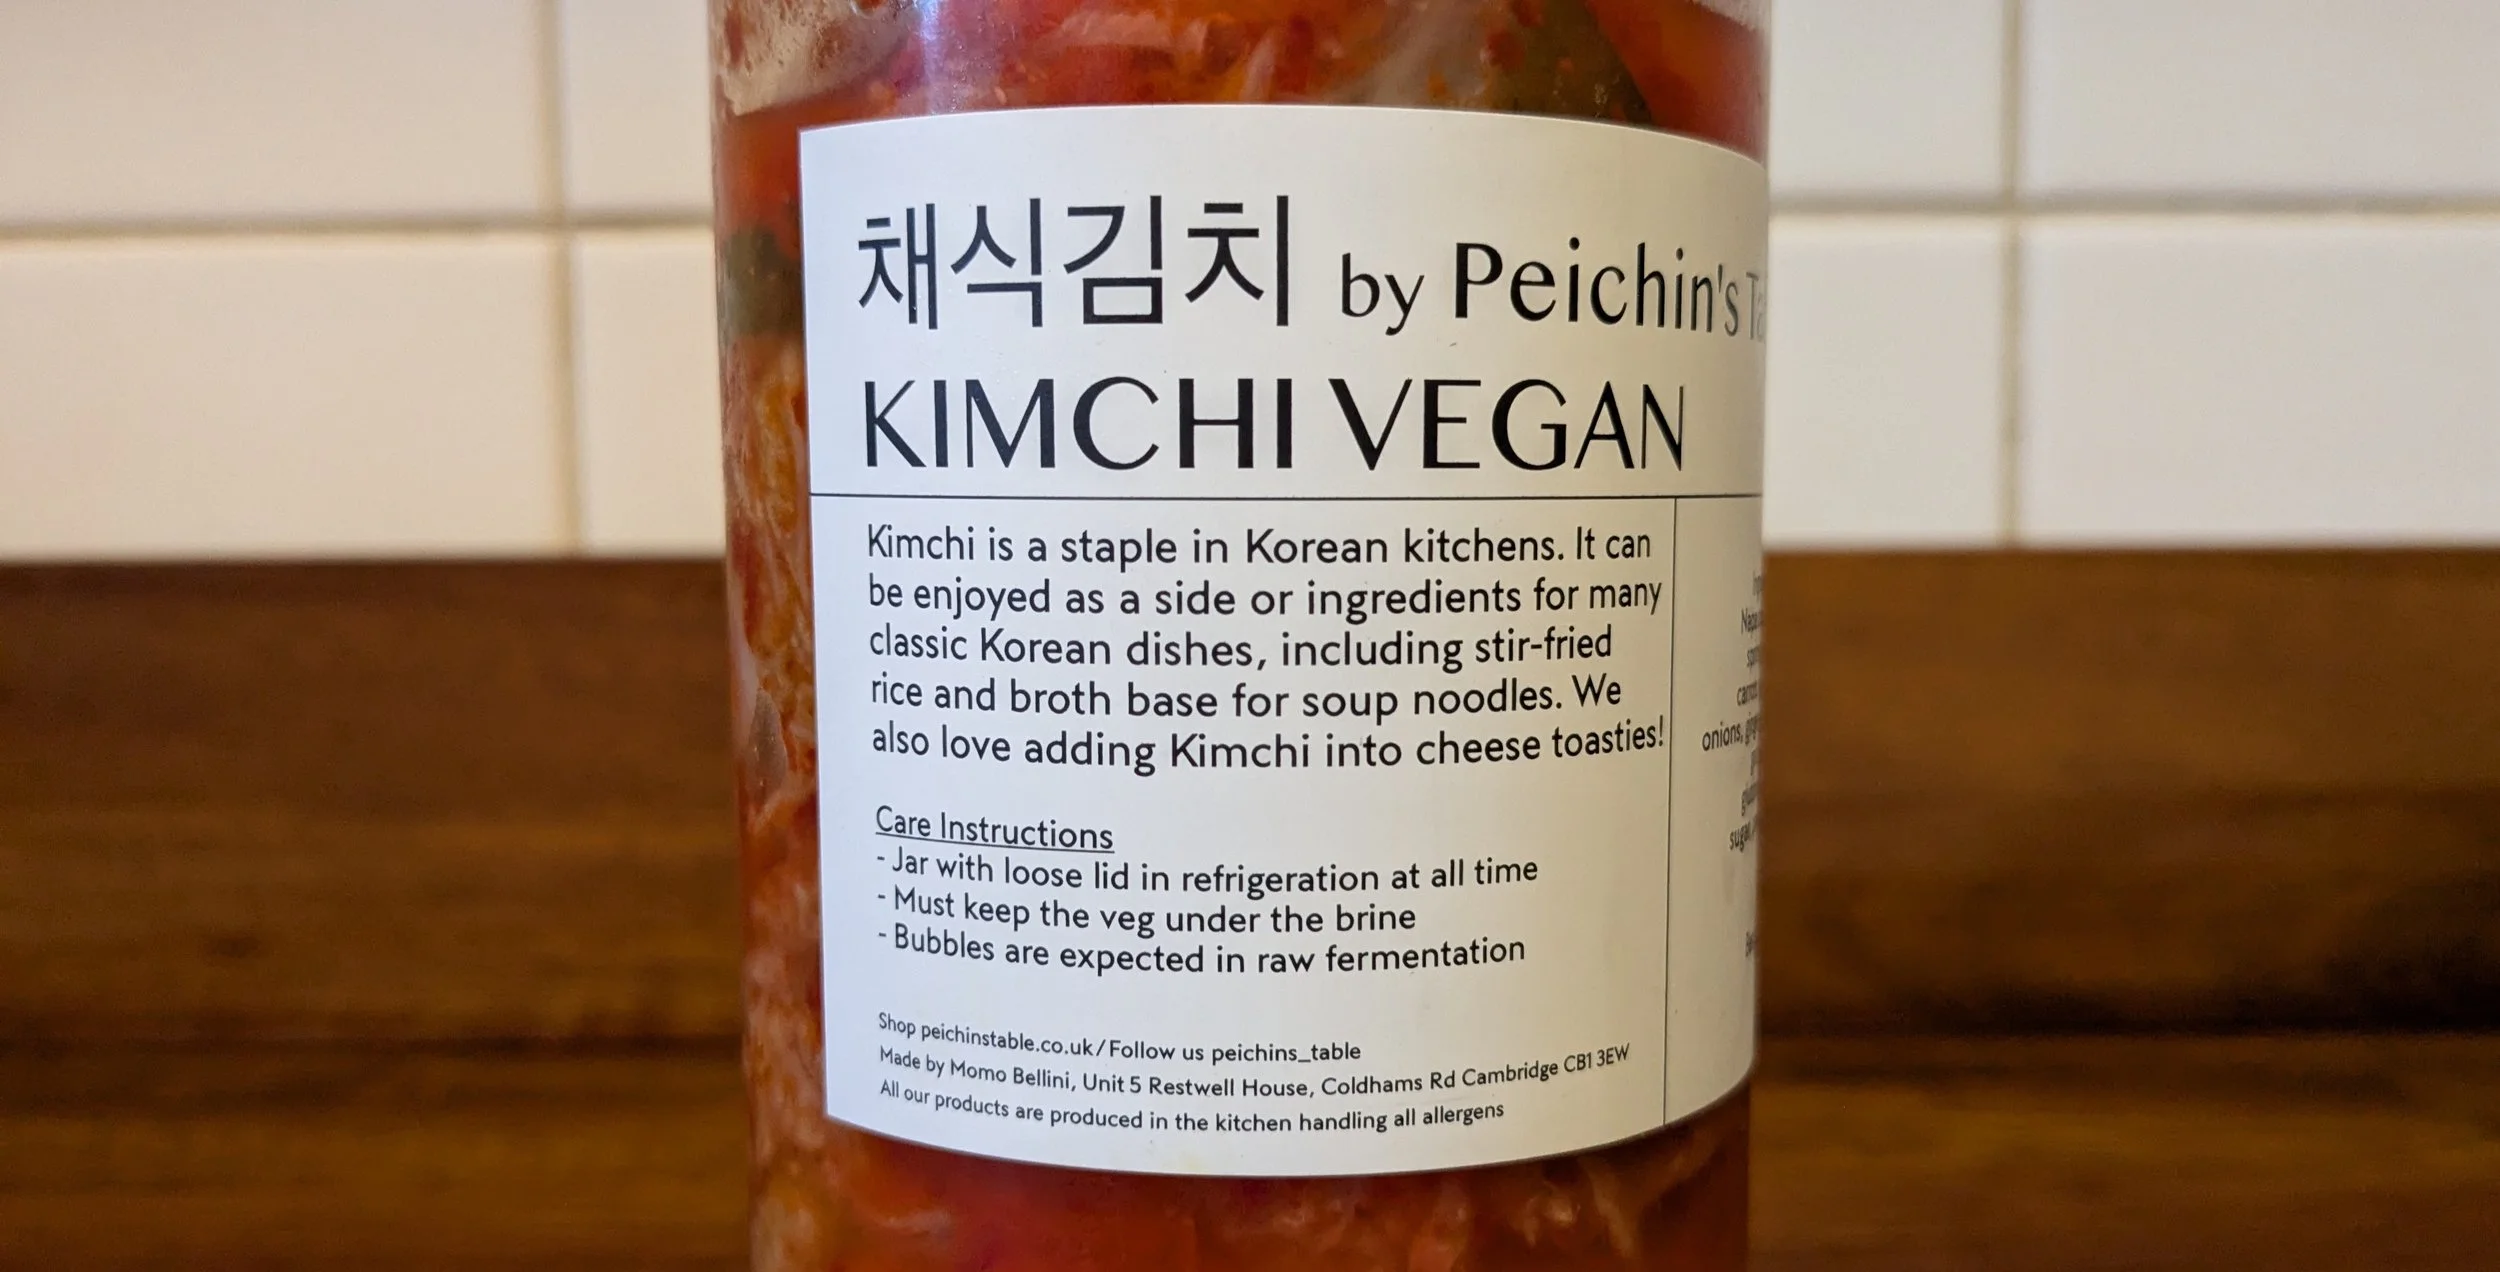 채식김치 by Peichin's
KIMCHI VEGAN
Kimchi is a staple in Korean kitchens. It can
be enjoyed as a side or ingredients for many
classic Korean dishes, including stir-fried
rice and broth base for soup noodles. We
also love adding Kimchi into cheese toasties!
Care Instructions
- Jar with loose lid in refrigeration at all time
- Must keep the veg under the brine
- Bubbles are expected in raw fermentation
Shop peichinstable.co.uk/Follow us peichins_table
Made by Momo Bellini, Unit 5 Restwell House, Coldhams Rd Cambridge CB1 3EW
All our products are produced in the kitchen handling all allergens
onions,